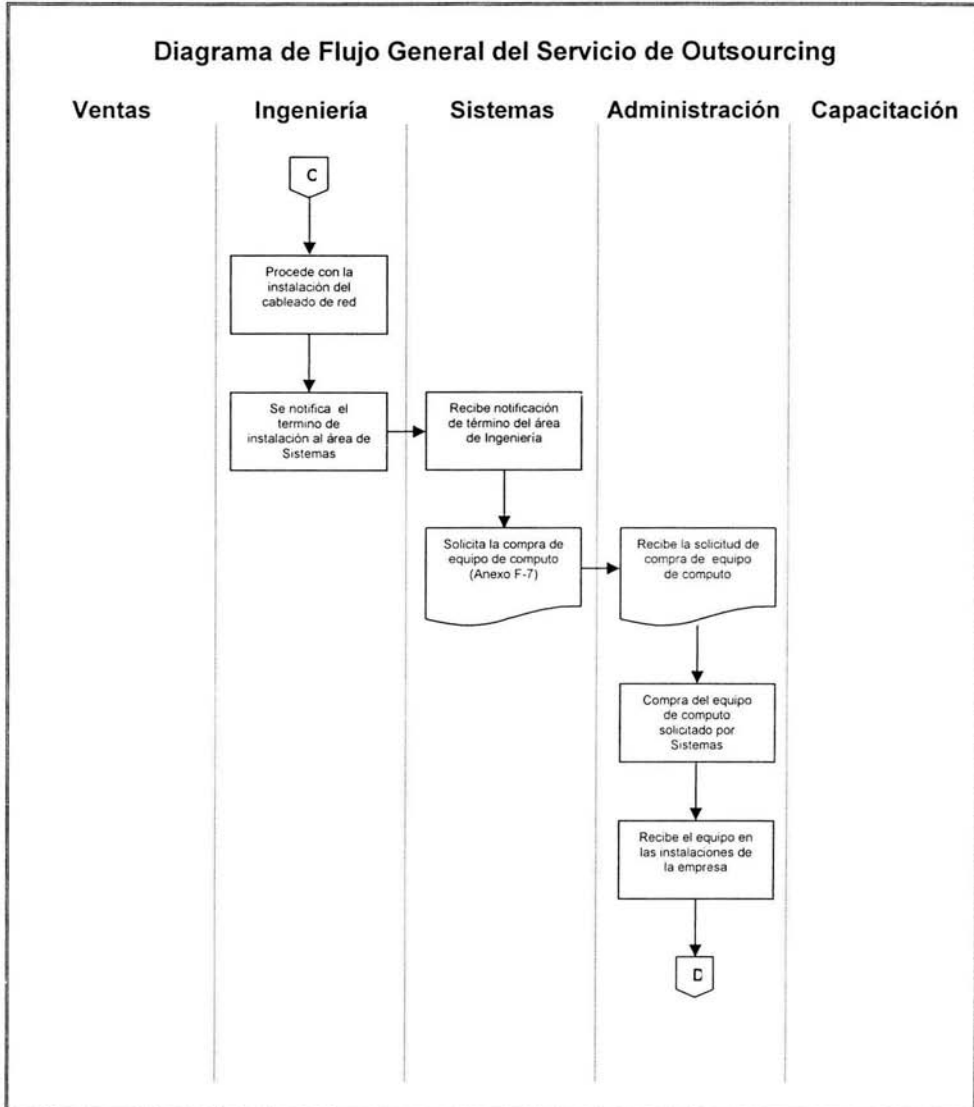 Diagrama de Flujo General del Servicio de Outsourcing
Ventas Ingeniería Sistemas Administración Capacitación
C
Procede con la
instalación del
cableado de red
Se notifica el
termino de
instalación al área de
Sistemas
Recibe notificación
de término del área
de Ingeniería
Solicita la compra de
equipo de computo
(Anexo F-7)
Recibe la solicitud de
compra de equipo
de computo
Compra del equipo
de computo
solicitado por
Sistemas
Recibe el equipo en
las instalaciones de
la empresa
D